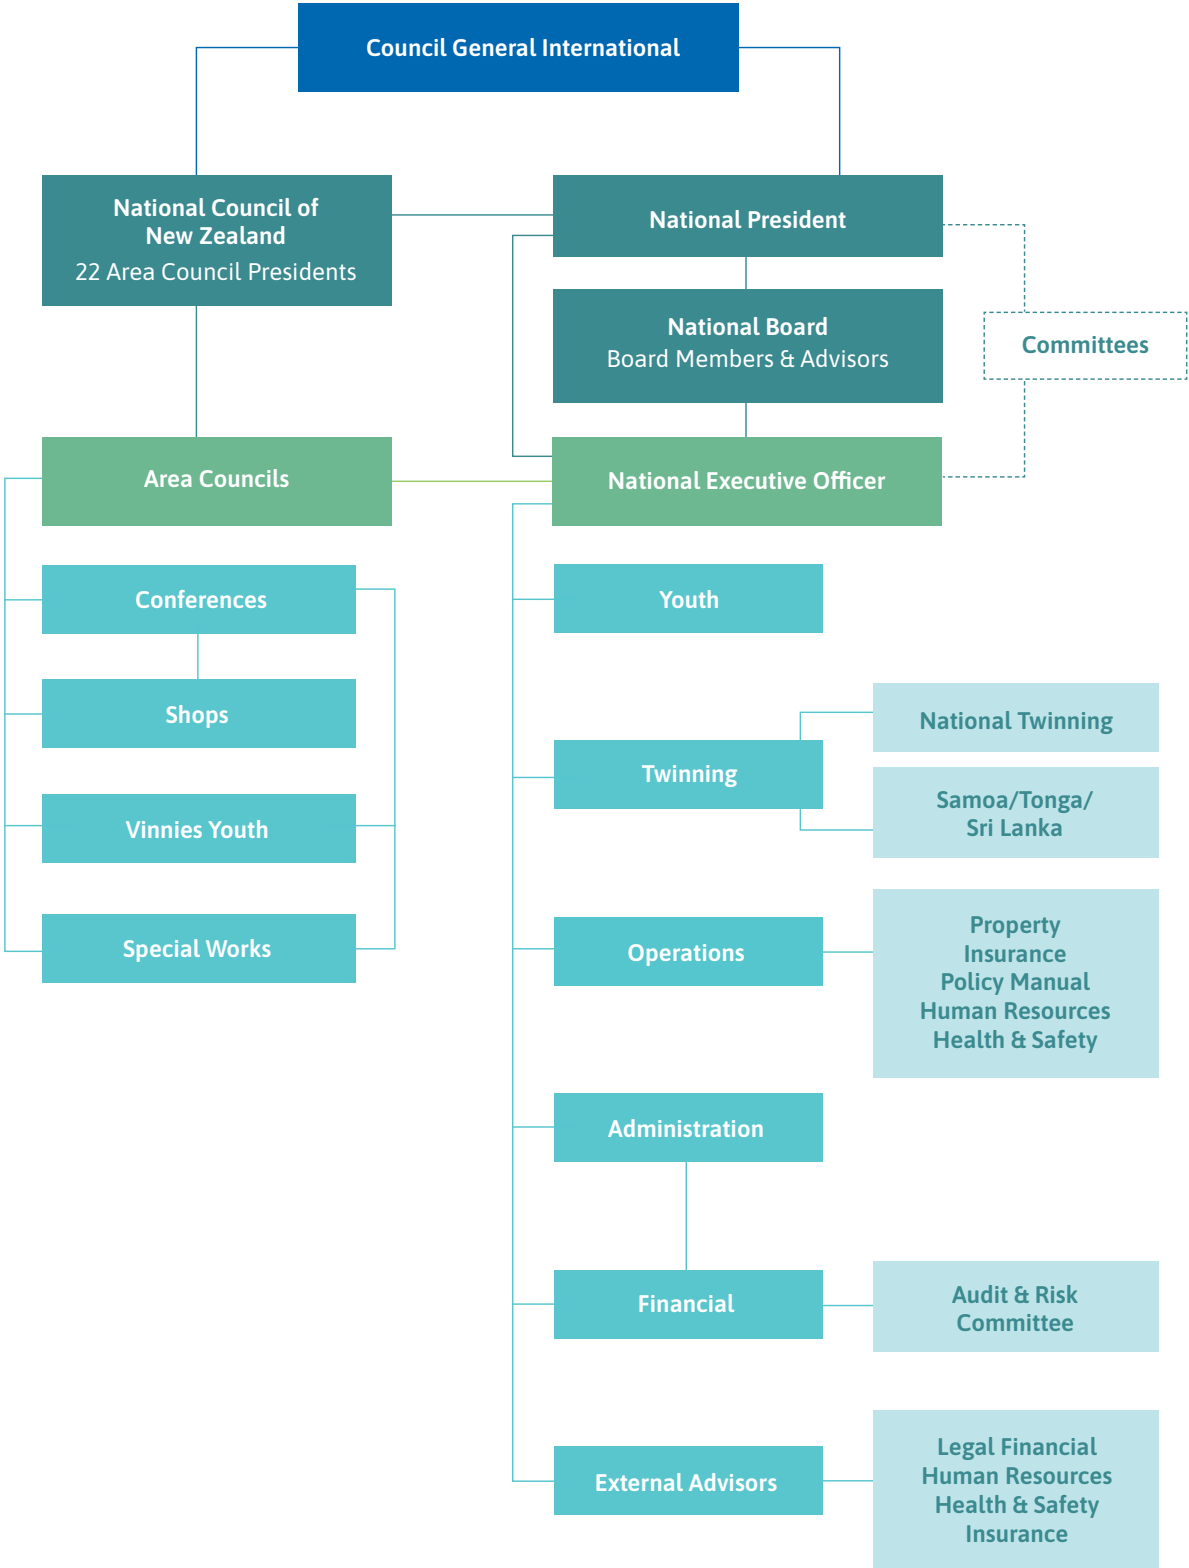 Council General International
National Council of
New Zealand
22 Area Council Presidents
National President
National Board
Board Members & Advisors
Committees
Area Councils
National Executive Officer
Conferences
Shops
Vinnies Youth
Special Works
Youth
Twinning
National Twinning
Samoa/Tonga/
Sri Lanka
Operations
Property
Insurance
Policy Manual
Human Resources
Health & Safety
Administration
Financial
Audit & Risk
Committee
External Advisors
Legal Financial
Human Resources
Health & Safety
Insurance